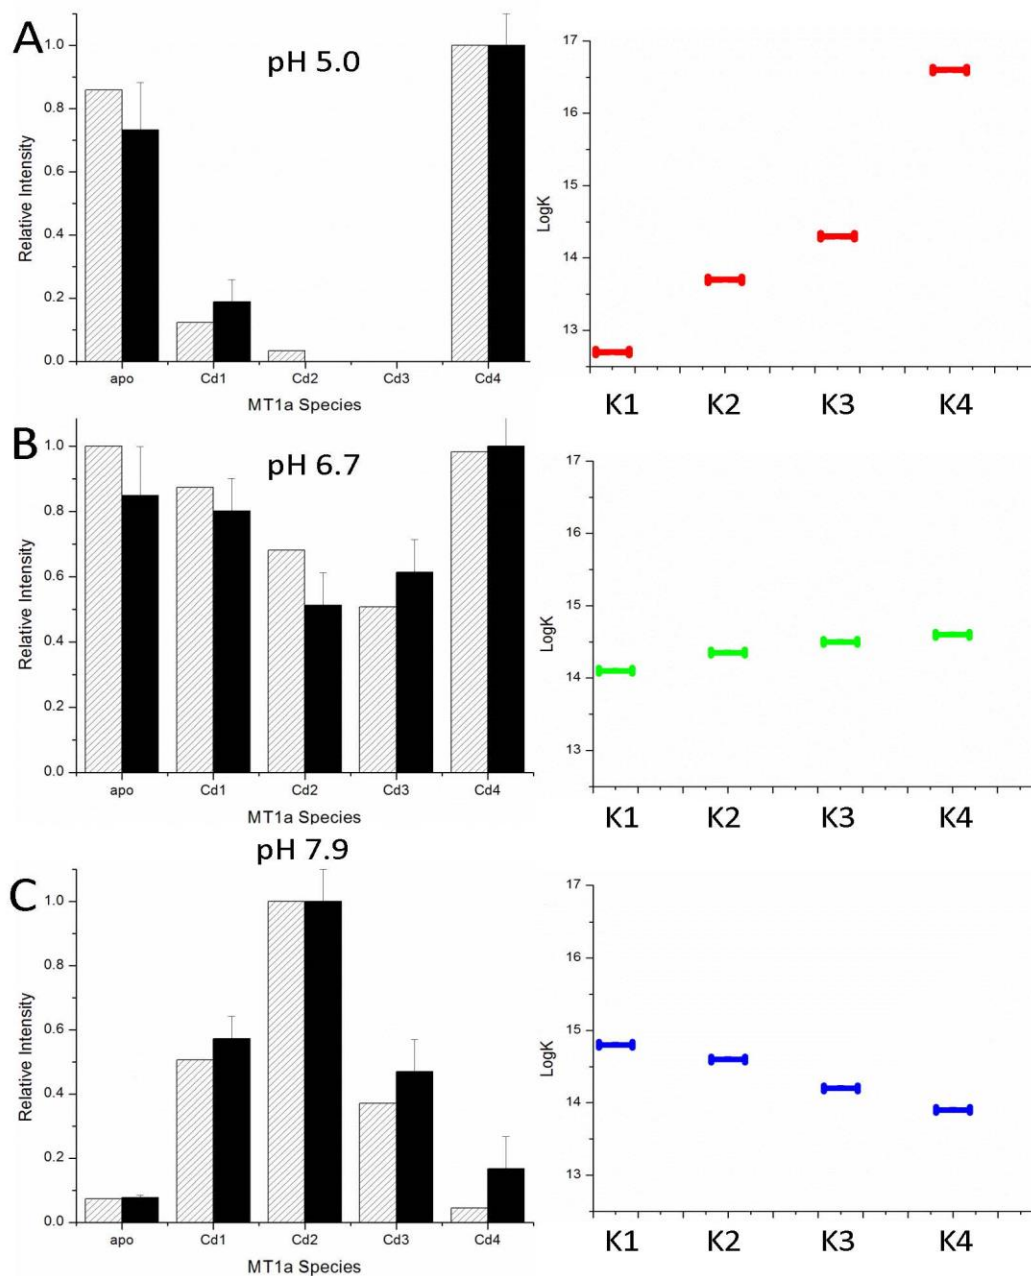 A
pH 5.0
1.0
0.8
0.6
0.4
0.2
0.0
Relative Intensity
apo Cd1 Cd2 Cd3 Cd4
MT1a Species
17
16
15
14
13
LogK
K1 K2 K3 K4
B
pH 6.7
1.0
0.8
0.6
0.4
0.2
0.0
Relative Intensity
apo Cd1 Cd2 Cd3 Cd4
MT1a Species
17
16
15
14
13
LogK
K1 K2 K3 K4
C
pH 7.9
1.0
0.8
0.6
0.4
0.2
0.0
Relative Intensity
apo Cd1 Cd2 Cd3 Cd4
MT1a Species
17
16
15
14
13
LogK
K1 K2 K3 K4